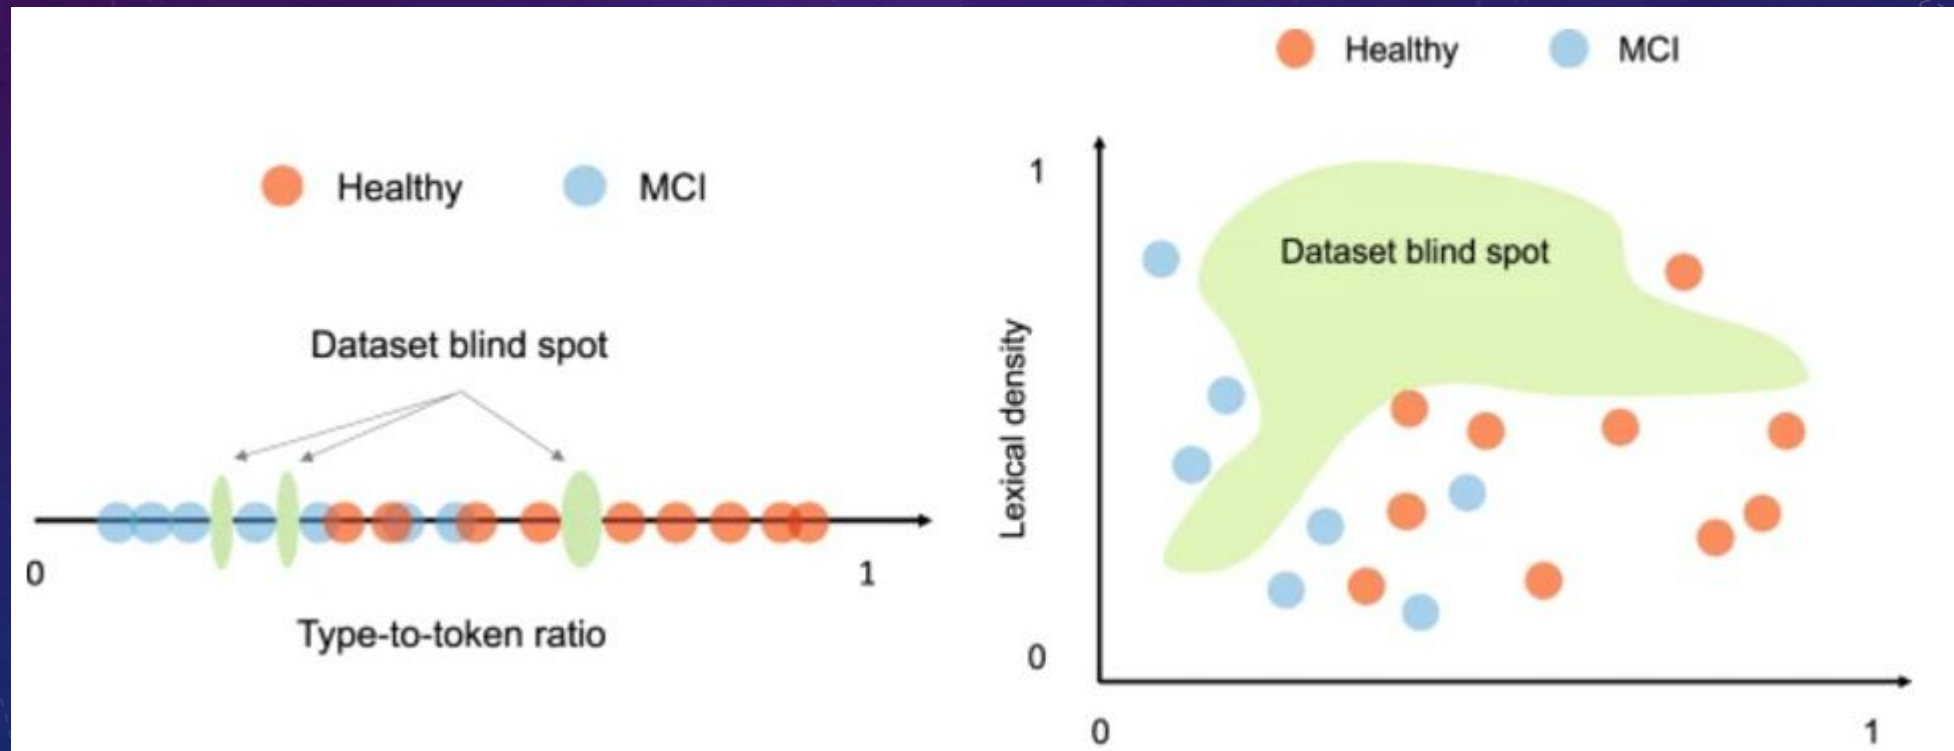 Healthy MCI
Dataset blind spot
0 1
Type-to-token ratio
Healthy MCI
1
Dataset blind spot
Lexical density
0
0 1